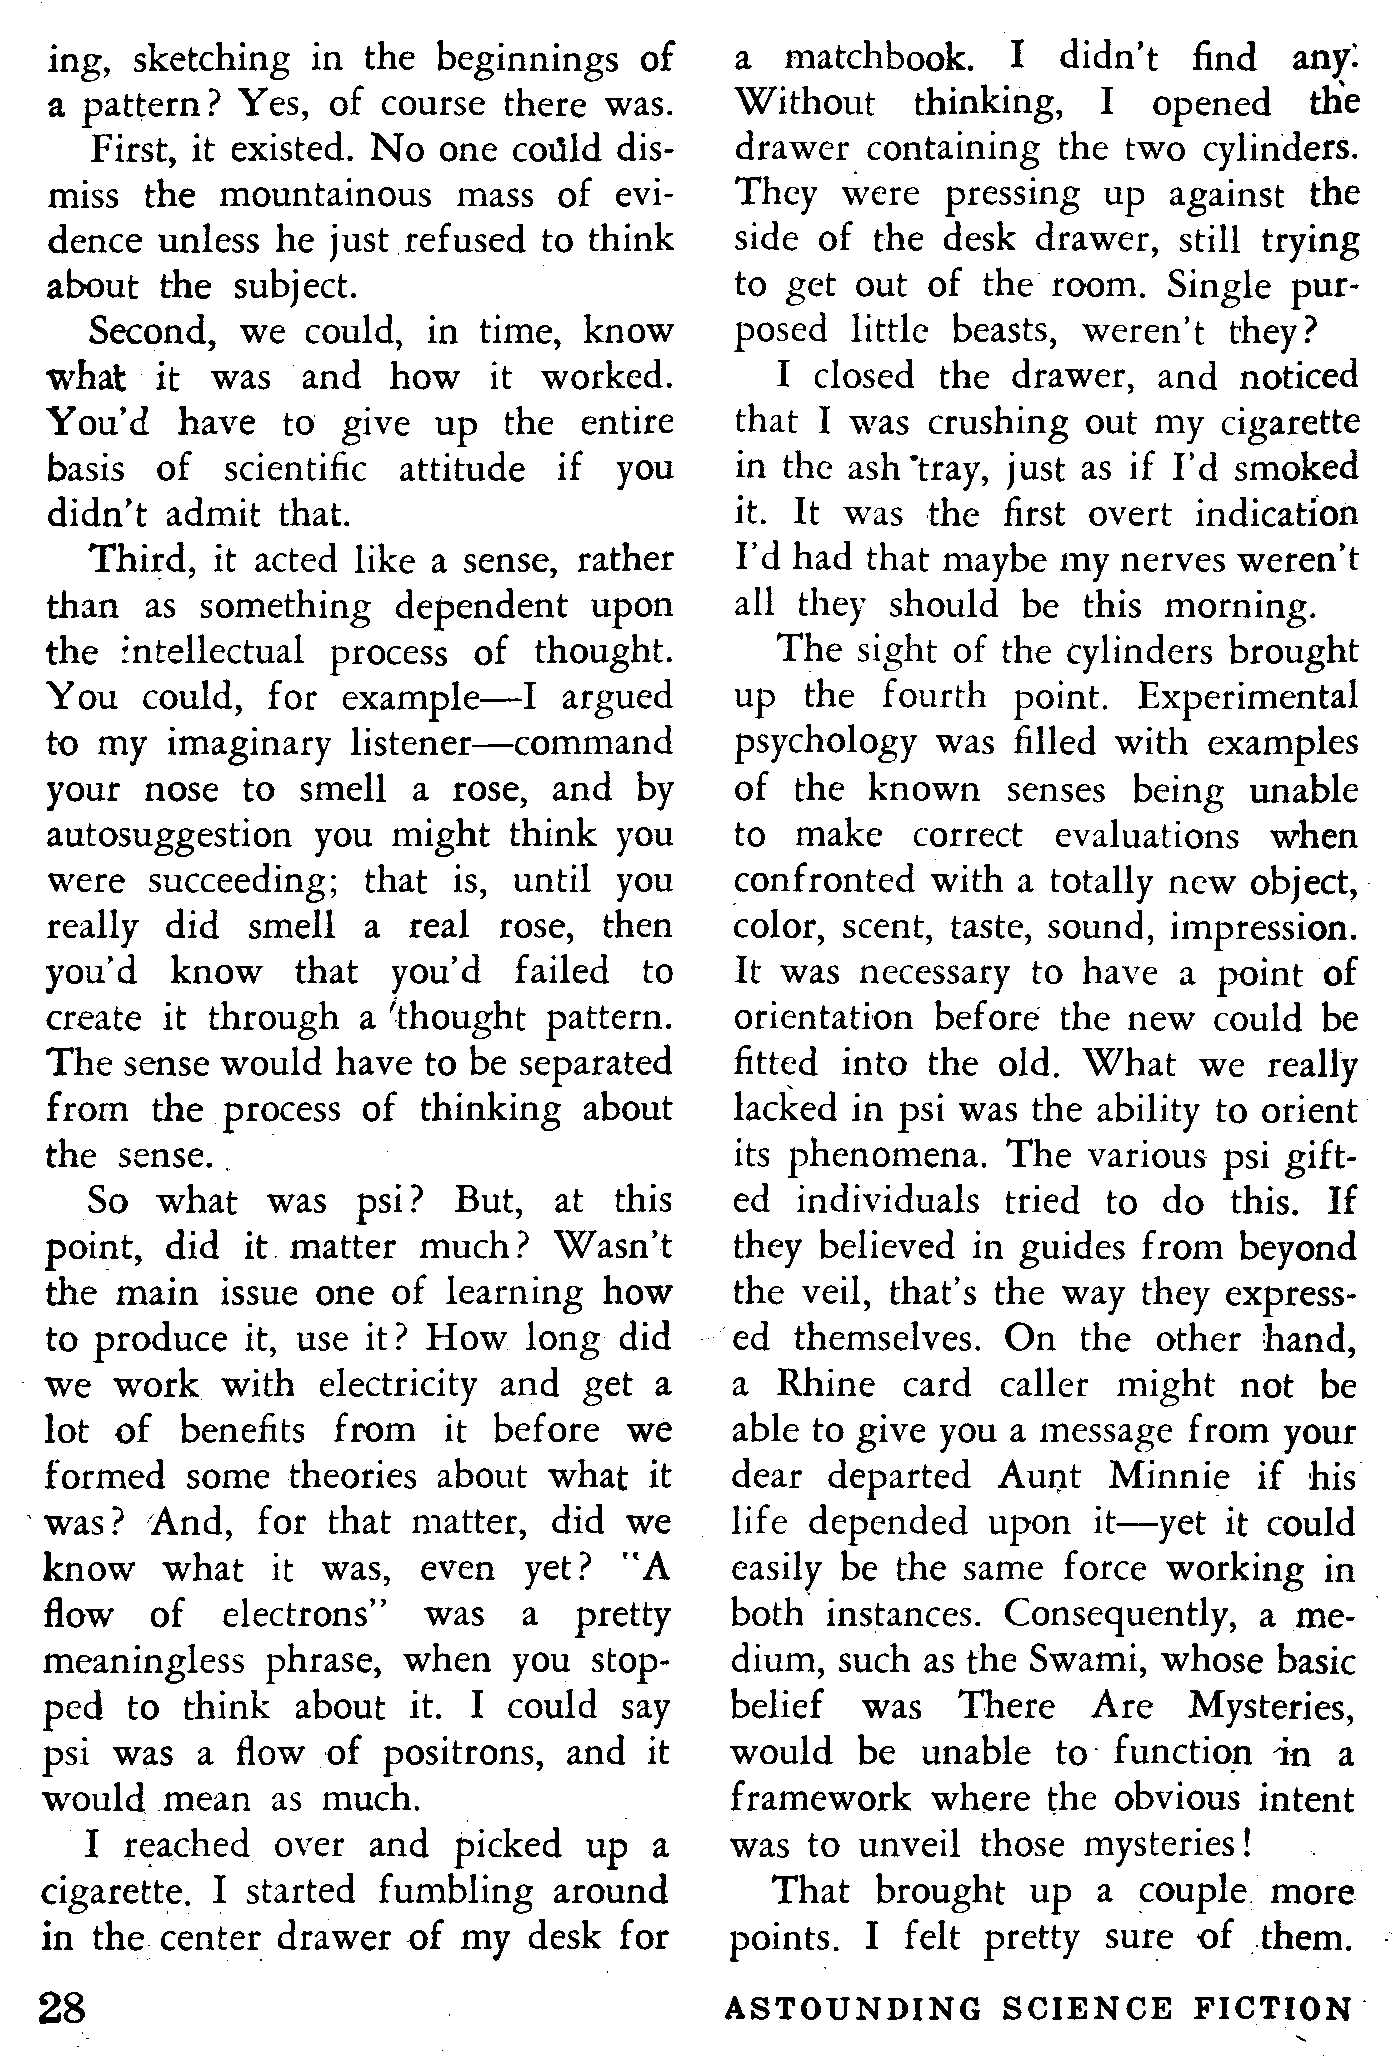 ing, sketching in the beginnings of
a pattern? Yes, of course there was.
First, it existed. No one could dis-
miss the mountainous mass of evi-
dence unless he just refused to think
about the subject.
Second, we could, in time, know
what it was and how it worked.
You'd have to give up the entire
basis of scientific attitude if you
didn't admit that.
Third, it acted like a sense, rather
than as something dependent upon
the intellectual process of thought.
You could, for example—I argued
to my imaginary listener—command
your nose to smell a rose, and by
autosuggestion you might think you
were succeeding; that is, until you
really did smell a real rose, then
you'd know that you'd failed to
create it through a thought pattern.
The sense would have to be separated
from the process of thinking about
the sense.
So what was psi? But, at this
point, did it matter much? Wasn't
the main issue one of learning how
to produce it, use it? How long did
we work with electricity and get a
lot of benefits from it before we
formed some theories about what it
was? And, for that matter, did we
know what it was, even yet? "A
flow of electrons" was a pretty
meaningless phrase, when you stop-
ped to think about it. I could say
psi was a flow of positrons, and it
would mean as much.
I reached over and picked up a
cigarette. I started fumbling around
in the center drawer of my desk for
a matchbook. I didn't find any.
Without thinking, I opened the
drawer containing the two cylinders.
They were pressing up against the
side of the desk drawer, still trying
to get out of the room. Single pur-
posed little beasts, weren't they?
I closed the drawer, and noticed
that I was crushing out my cigarette
in the ash tray, just as if I'd smoked
it. It was the first overt indication
I'd had that maybe my nerves weren't
all they should be this morning.
The sight of the cylinders brought
up the fourth point. Experimental
psychology was filled with examples
of the known senses being unable
to make correct evaluations when
confronted with a totally new object,
color, scent, taste, sound, impression.
It was necessary to have a point of
orientation before the new could be
fitted into the old. What we really
lacked in psi was the ability to orient
its phenomena. The various psi gift-
ed individuals tried to do this. If
they believed in guides from beyond
the veil, that's the way they express-
ed themselves. On the other hand,
a Rhine card caller might not be
able to give you a message from your
dear departed Aunt Minnie if his
life depended upon it—yet it could
easily be the same force working in
both instances. Consequently, a me-
dium, such as the Swami, whose basic
belief was There Are Mysteries,
would be unable to function in a
framework where the obvious intent
was to unveil those mysteries!
That brought up a couple more
points. I felt pretty sure of them.
28
ASTOUNDING SCIENCE FICTION